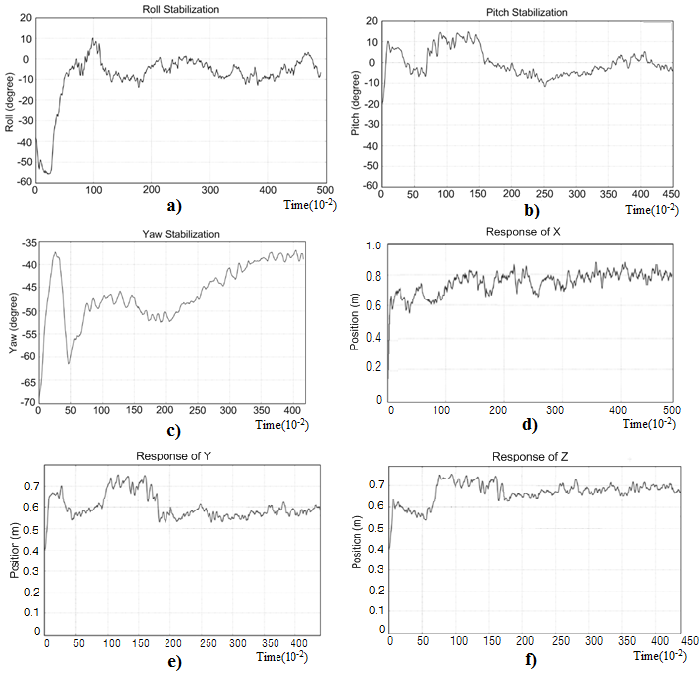 Roll Stabilization
20
10
0
-10
-20
-30
-40
-50
-60
Roll (degree)
0 100 200 300 400 500
Time(10-2)
a)
Pitch Stabilization
20
10
0
-10
-20
-30
-40
-50
-60
Pitch (degree)
0 50 100 150 200 250 300 350 400 450
Time(10-2)
b)
Yaw Stabilization
-35
-40
-45
-50
-55
-60
-65
-70
Yaw (degree)
0 50 100 150 200 250 300 350 400
Time(10-2)
c)
Response of X
1.0
0.8
0.6
0.4
0.2
0
Position (m)
0 100 200 300 400 500
Time(10-2)
d)
Response of Y
0.7
0.6
0.5
0.4
0.3
0.2
0.1
0
Position (m)
0 50 100 150 200 250 300 350 400
Time(10-2)
e)
Response of Z
0.7
0.6
0.5
0.4
0.3
0.2
0.1
0
Position (m)
0 50 100 150 200 250 300 350 400 440
Time(10-2)
f)